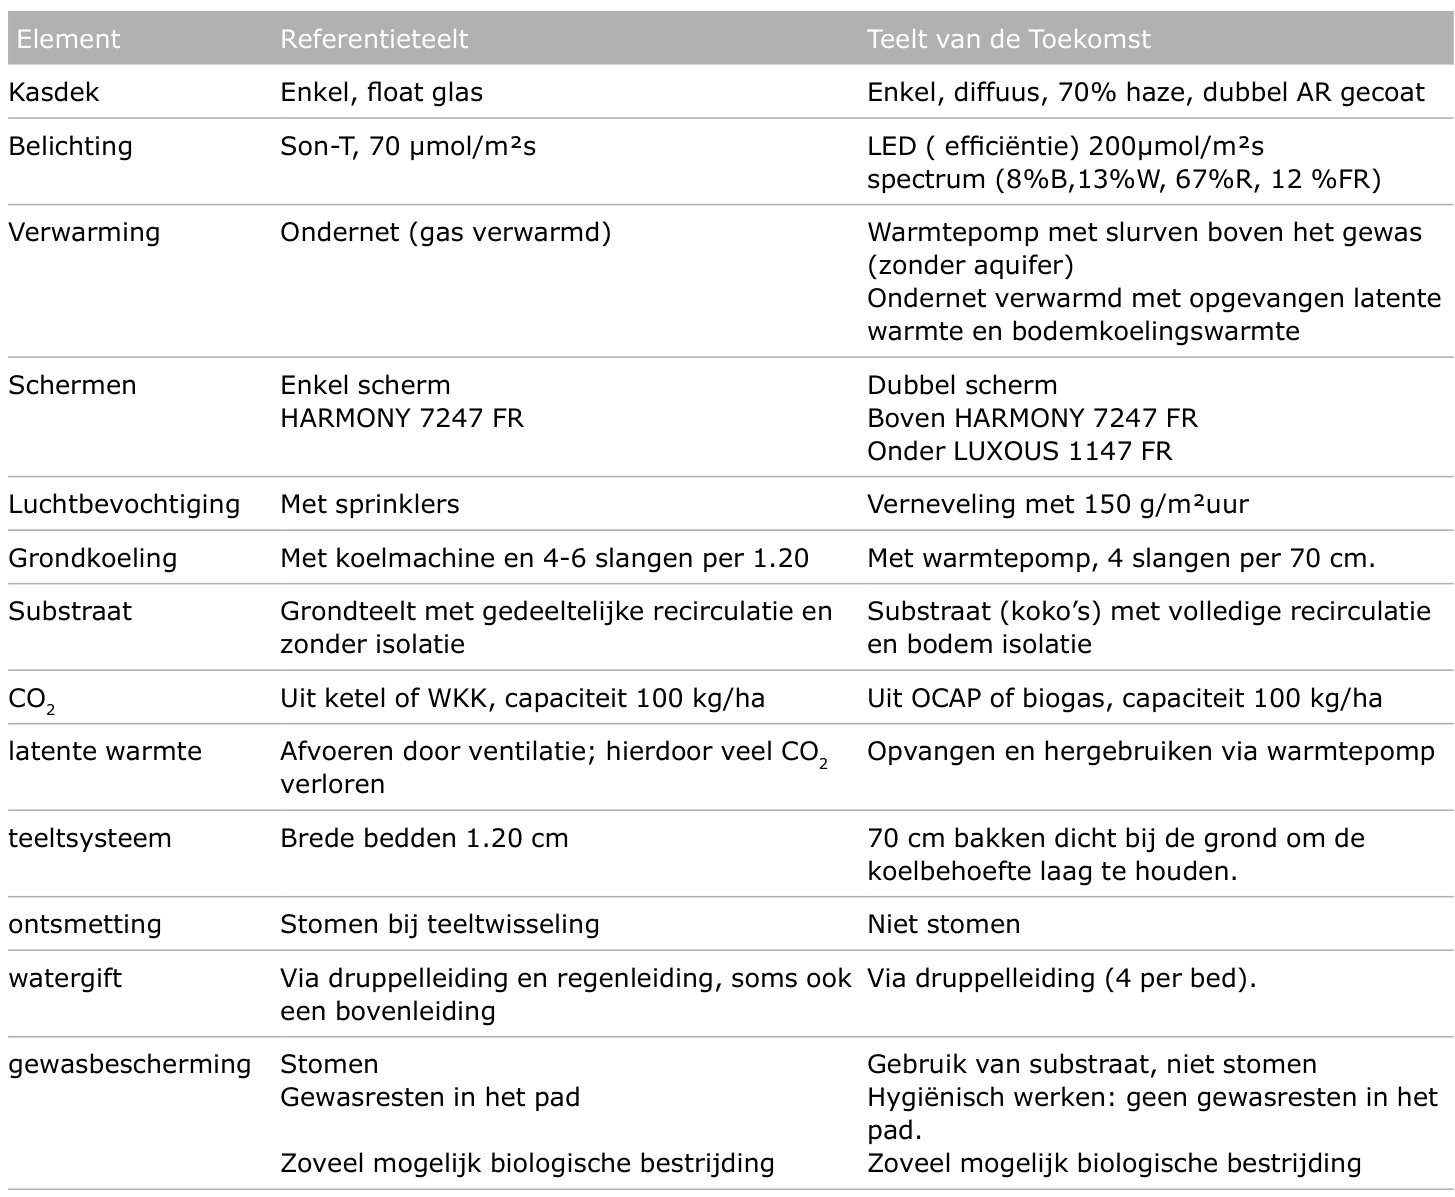 Element Referentieteelt Teelt van de Toekomst
Kasdek Enkel, float glas Enkel, diffuus, 70% haze, dubbel AR gecoat
Belichting Son-T, 70 µmol/m²s LED ( efficiëntie) 200µmol/m²s
spectrum (8%B,13%W, 67%R, 12 %FR)
Verwarming Ondernet (gas verwarmd) Warmtepomp met slurven boven het gewas
(zonder aquifer)
Ondernet verwarmd met opgevangen latente
warmte en bodemkoelingswarmte
Schermen Enkel scherm Dubbel scherm
HARMONY 7247 FR Boven HARMONY 7247 FR
Onder LUXOUS 1147 FR
Luchtbevochtiging Met sprinklers Verneveling met 150 g/m²uur
Grondkoeling Met koelmachine en 4-6 slangen per 1.20 Met warmtepomp, 4 slangen per 70 cm.
Substraat Grondteelt met gedeeltelijke recirculatie en Substraat (koko’s) met volledige recirculatie
zonder isolatie en bodem isolatie
CO₂ Uit ketel of WKK, capaciteit 100 kg/ha Uit OCAP of biogas, capaciteit 100 kg/ha
latente warmte Afvoeren door ventilatie; hierdoor veel CO₂ Opvangen en hergebruiken via warmtepomp
verloren
teeltsysteem Brede bedden 1.20 cm 70 cm bakken dicht bij de grond om de
koelbehoefte laag te houden.
ontsmetting Stomen bij teeltwisseling Niet stomen
watergift Via druppelleiding en regenleiding, soms ook Via druppelleiding (4 per bed).
een bovenleiding
gewasbescherming Stomen Gebruik van substraat, niet stomen
Gewasresten in het pad Hygiënisch werken: geen gewasresten in het
pad.
Zoveel mogelijk biologische bestrijding Zoveel mogelijk biologische bestrijding